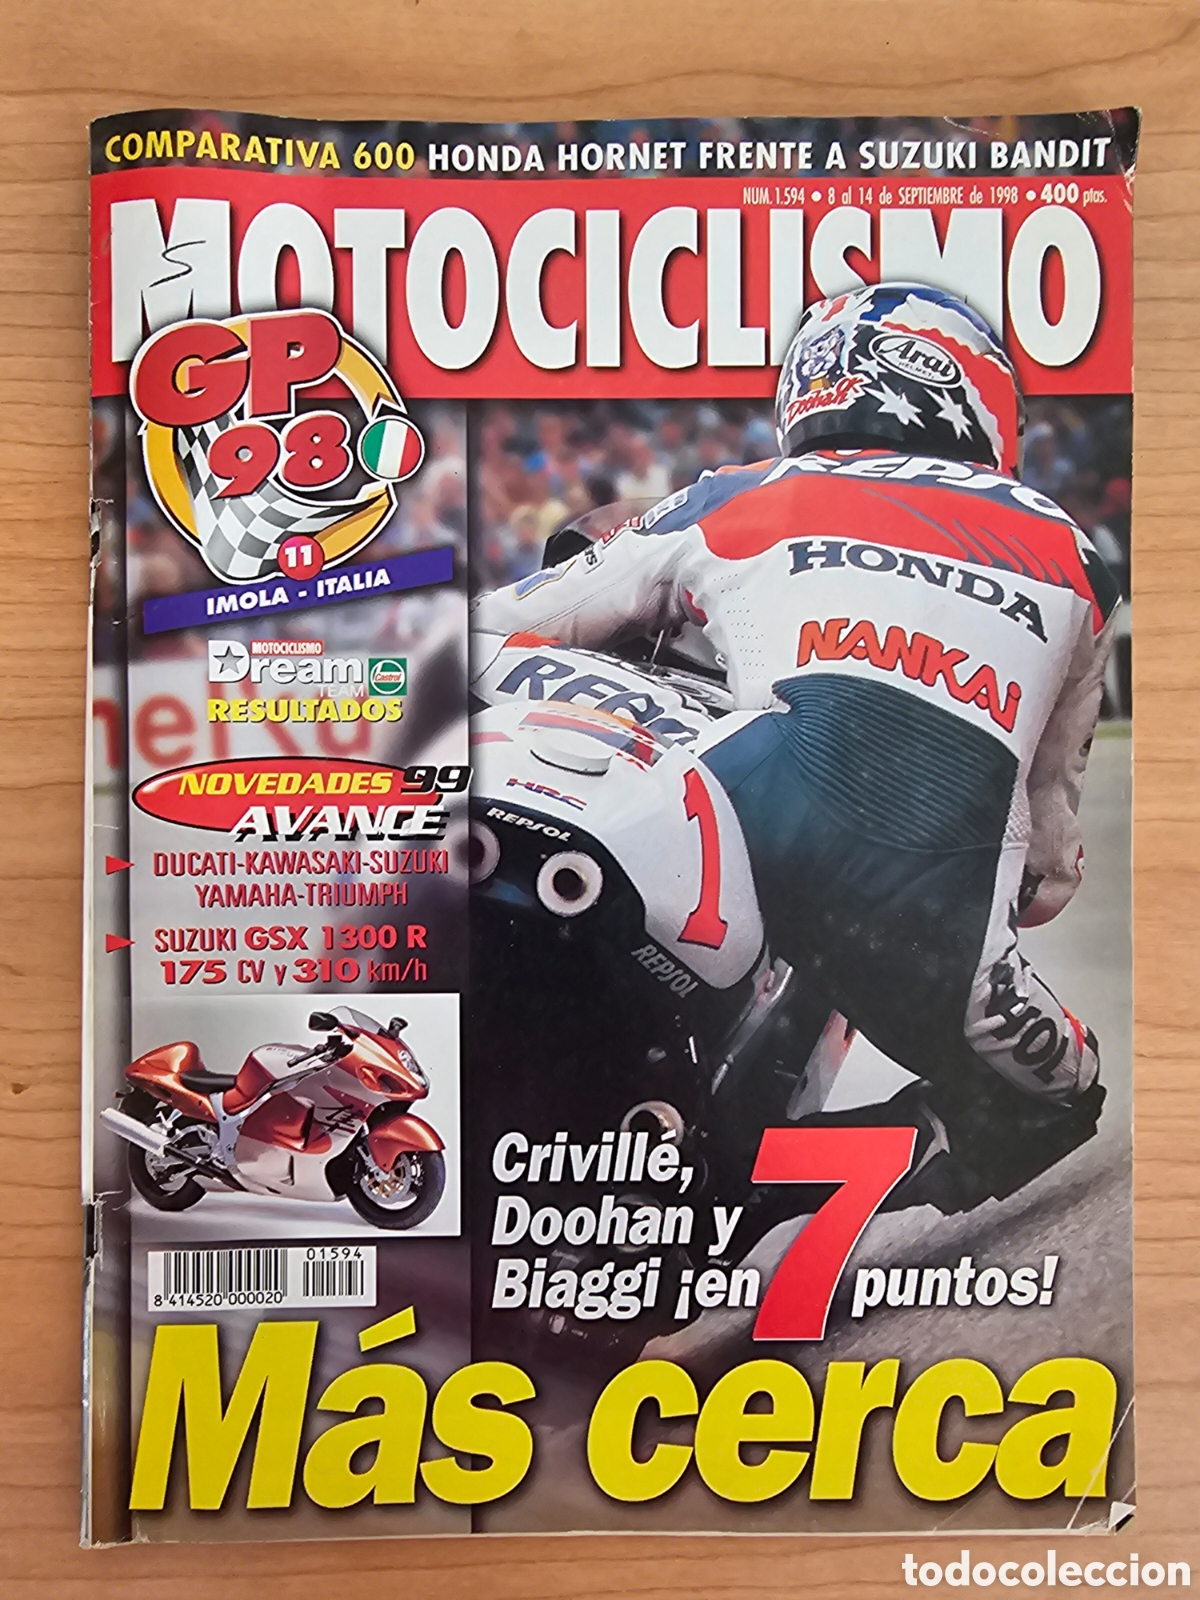 COMPARATIVA 600 HONDA HORNET FRENTE A SUZUKI BANDIT
NUM.1.594 • 8 al 14 de SEPTIEMBRE de 1998 • 400 ptas.
MOTOCICLISMO
S
GP
98
11
IMOLA - ITALIA
MOTOCICLISMO
Dream
TEAM
Castrol
RESULTADOS
NOVEDADES 99
AVANCE
DUCATI-KAWASAKI-SUZUKI
YAMAHA-TRIUMPH
SUZUKI GSX 1300 R
175 CV y 310 km/h
Arai
HELMET
Doohan
REPSOL
HONDA
NANKAi
REPSOL
HRC
REPSOL
1
REPSOL
Crivillé,
Doohan y
Biaggi ¡en 7 puntos!
01594
8 414520 000020
Más cerca
todocoleccion